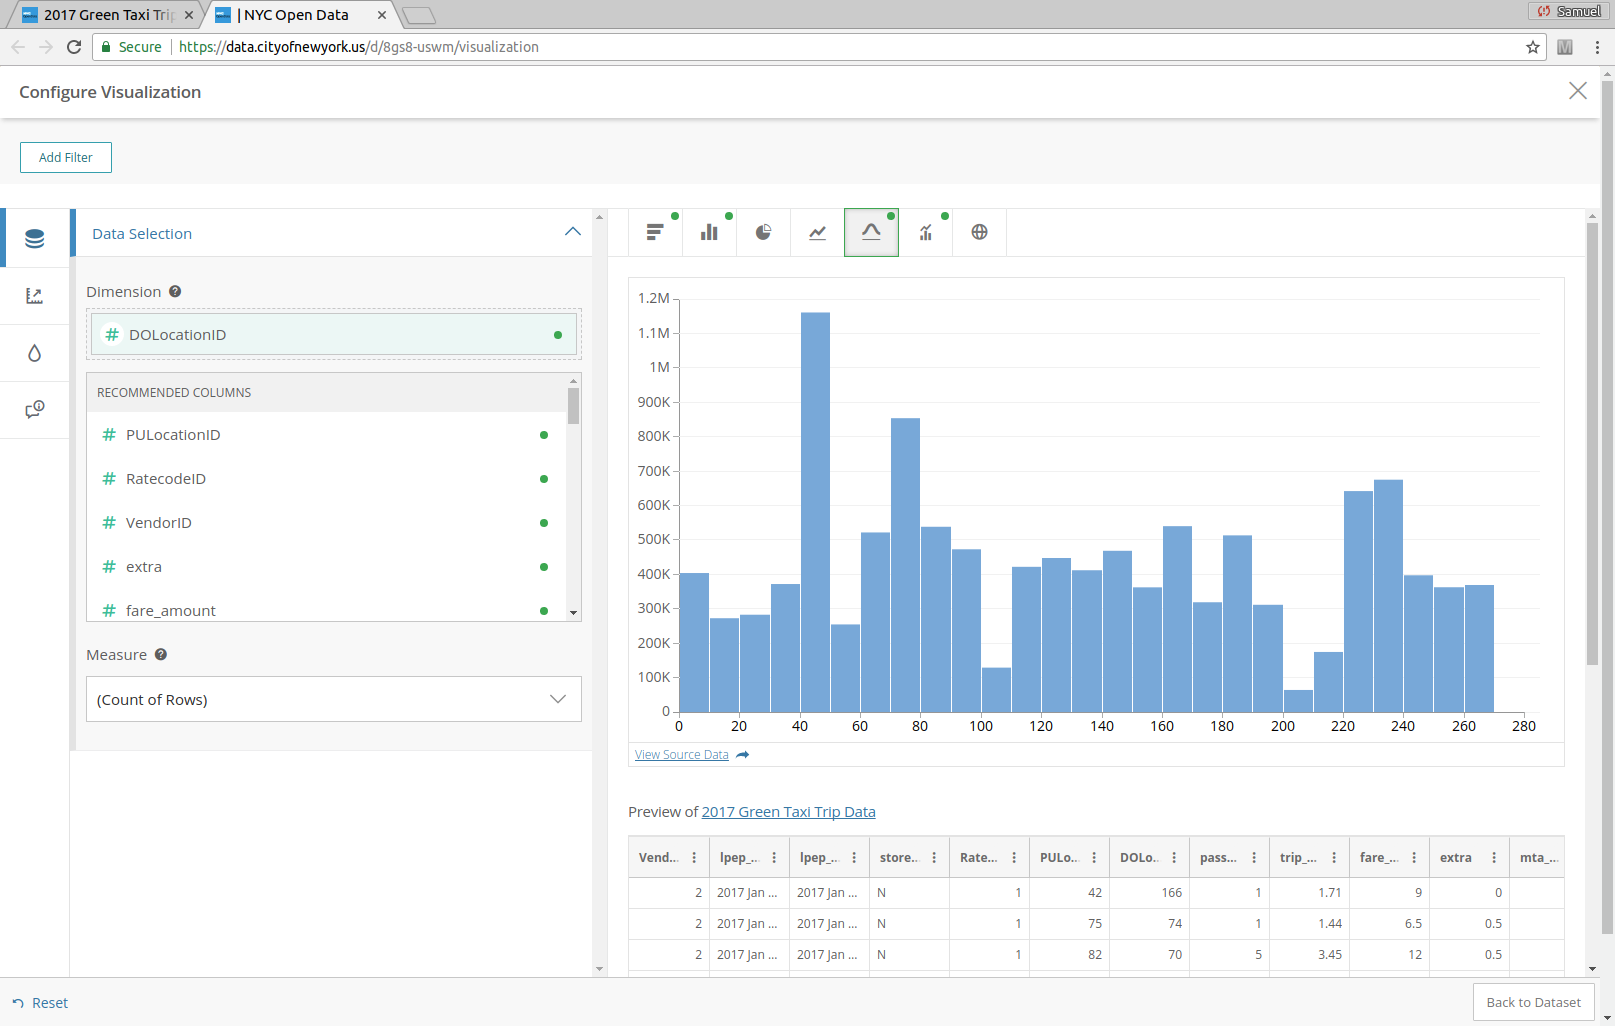 2017 Green Taxi Trip
| NYC Open Data
Samuel
Secure
https://data.cityofnewyork.us/d/8gs8-uswm/visualization
M
Configure Visualization
Add Filter
Data Selection
Dimension ?
# DOLocationID
RECOMMENDED COLUMNS
# PULocationID
# RatecodeID
# VendorID
# extra
# fare_amount
Measure ?
(Count of Rows)
1.2M
1.1M
1M
900K
800K
700K
600K
500K
400K
300K
200K
100K
0
0 20 40 60 80 100 120 140 160 180 200 220 240 260 280
View Source Data
Preview of 2017 Green Taxi Trip Data
Vend... lpep_... lpep_... store... Rate... PULo... DOLo... pass... trip_... fare_... extra mta_...
2 2017 Jan ... 2017 Jan ... N 1 42 166 1 1.71 9 0
2 2017 Jan ... 2017 Jan ... N 1 75 74 1 1.44 6.5 0.5
2 2017 Jan ... 2017 Jan ... N 1 82 70 5 3.45 12 0.5
Reset
Back to Dataset